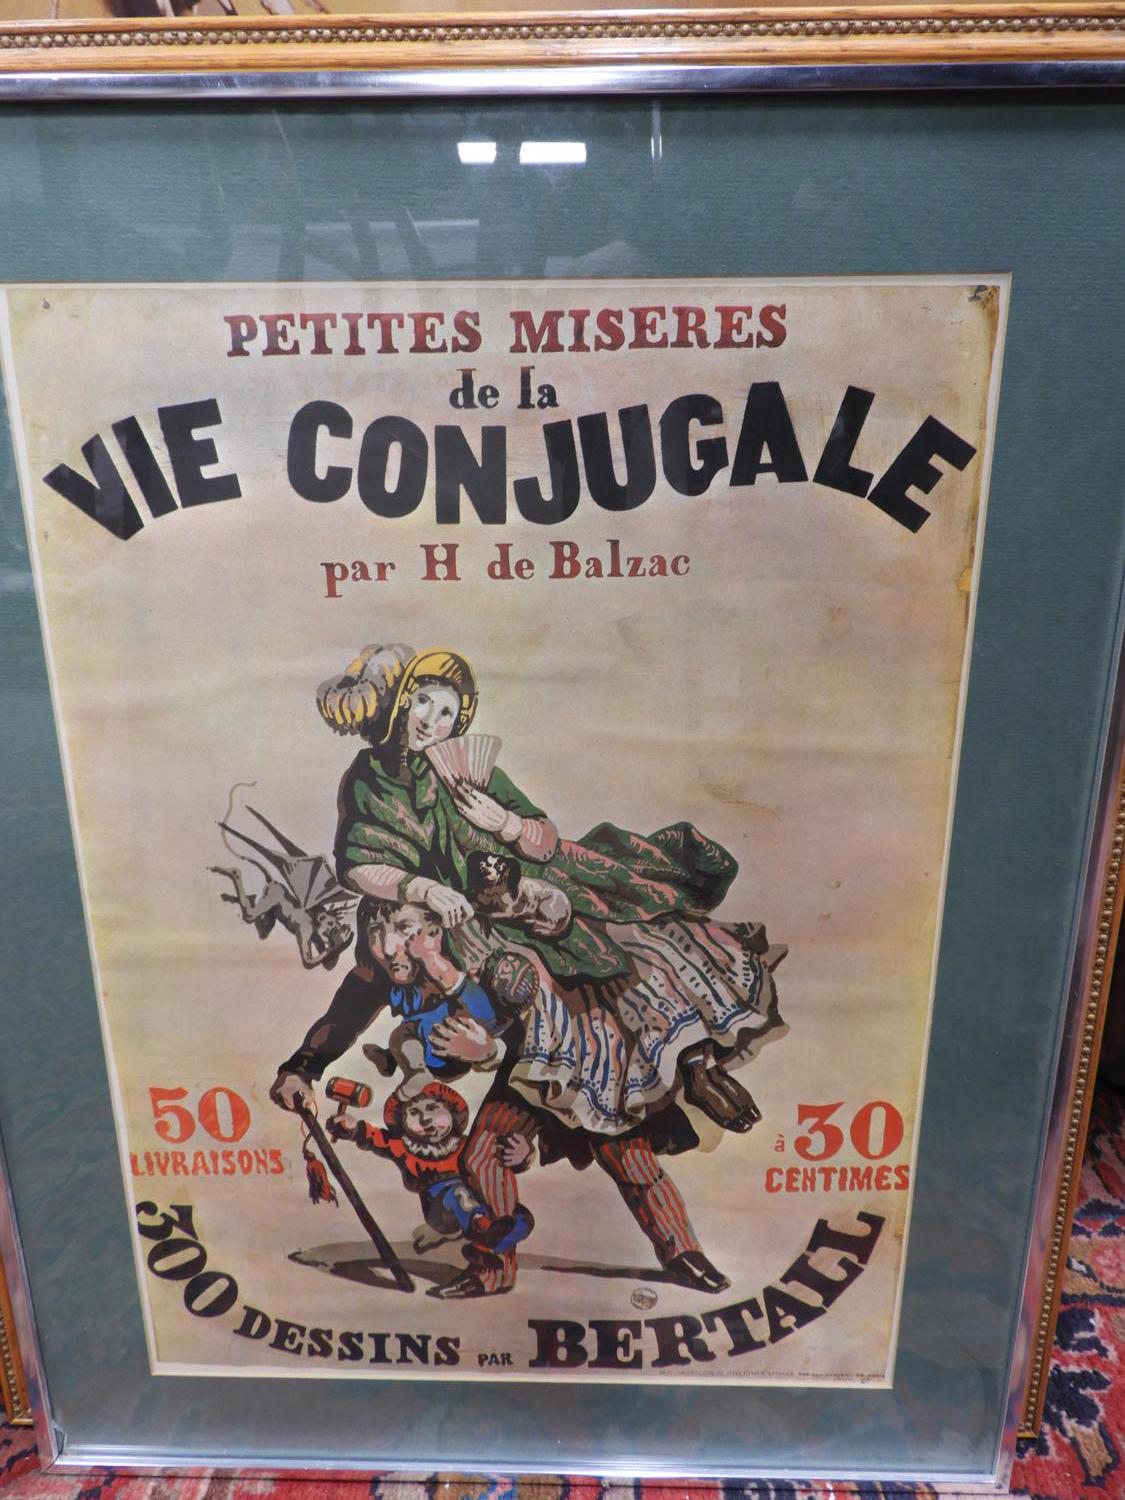 PETITES MISERES
de la
VIE CONJUGALE
par H de Balzac
50
LIVRAISONS
à 30
CENTIMES
300 DESSINS PAR BERTALL